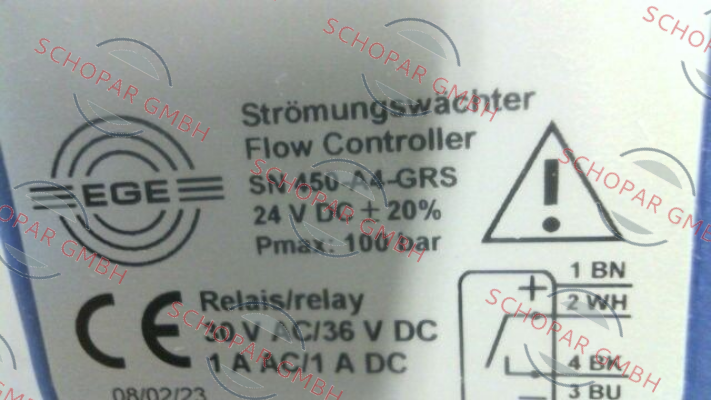 Strömungswächter
Flow Controller
SN 450-A4-GRS
24 V DC ± 20%
Pmax: 100 bar
EGE
CE
Relais/relay
30 V AC/36 V DC
1 A AC/1 A DC
08/02/23
+
1 BN
2 WH
4 BK
3 BU
SCHOPAR GMBH
SCHOPAR GMBH
SCHOPAR GMBH
SCHOPAR GMBH
SCHOPAR GMBH
SCHOPAR GMBH
SCHOPAR GMBH